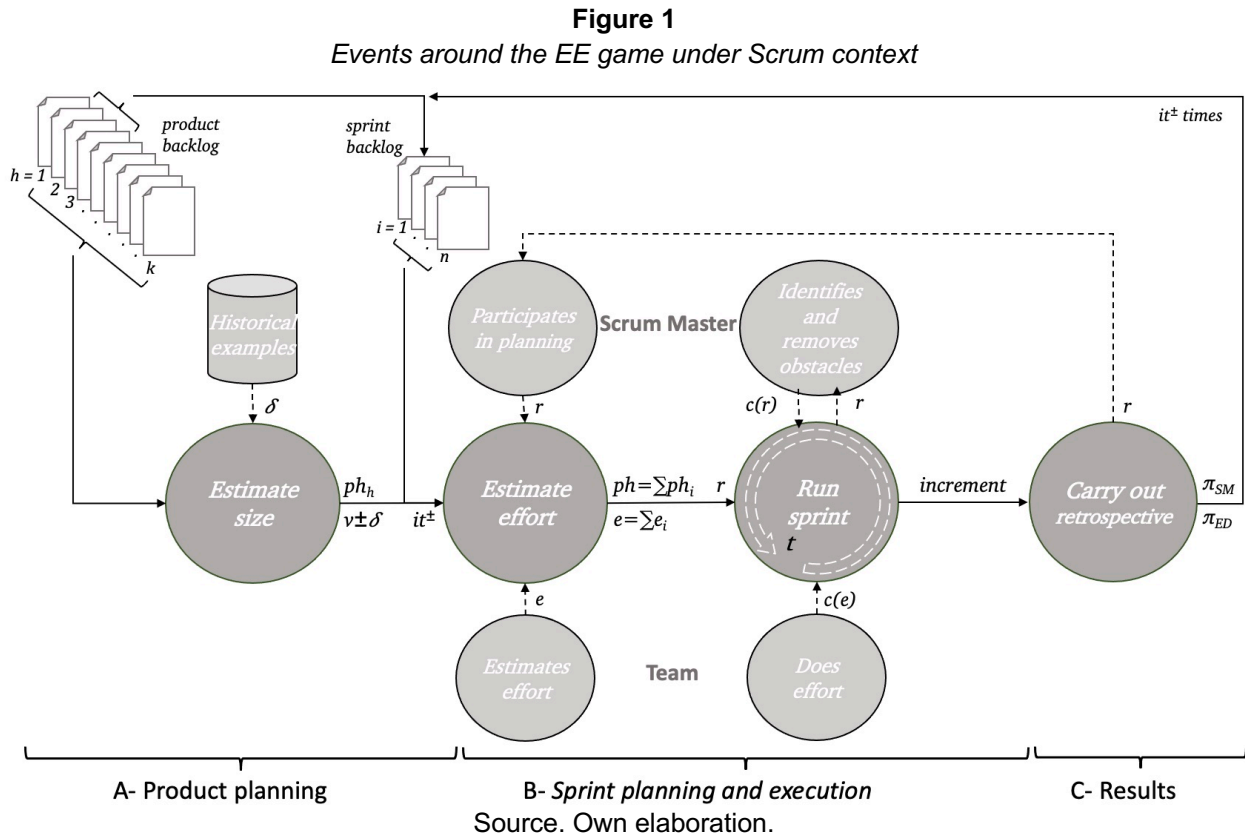 Figure 1
Events around the EE game under Scrum context
it± times
product
backlog
sprint
backlog
h = 1
2
3
.
.
.
.
.
k
i = 1
.
.
n
Historical
examples
Participates
in planning
Scrum Master
Identifies
and
removes
obstacles
δ
r
c(r)
r
r
Estimate
size
ph_h
v±δ
it±
Estimate
effort
ph=∑ph_i
e=∑e_i
r
Run
sprint
t
increment
Carry out
retrospective
π_SM
π_ED
e
c(e)
Estimates
effort
Team
Does
effort
A- Product planning
B- Sprint planning and execution
C- Results
Source. Own elaboration.